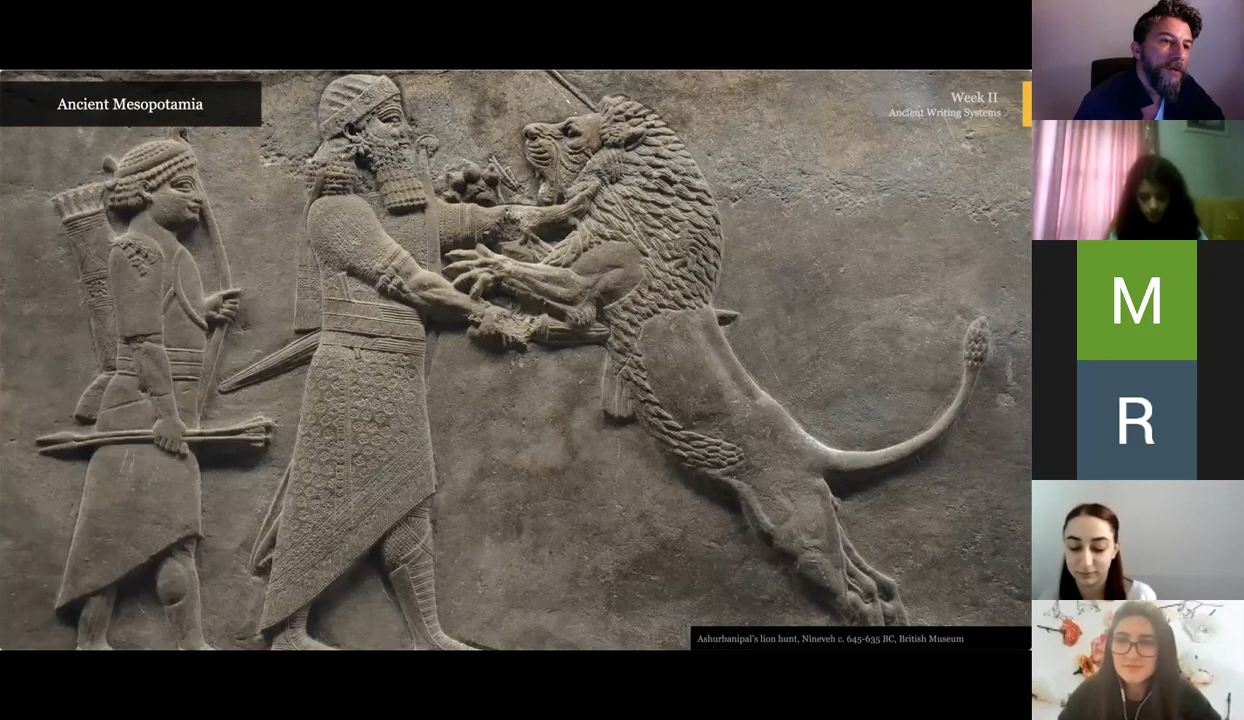 Ancient Mesopotamia
Week II
Ancient Writing Systems
M
R
Ashurbanipal's lion hunt, Nineveh c. 645-635 BC, British Museum